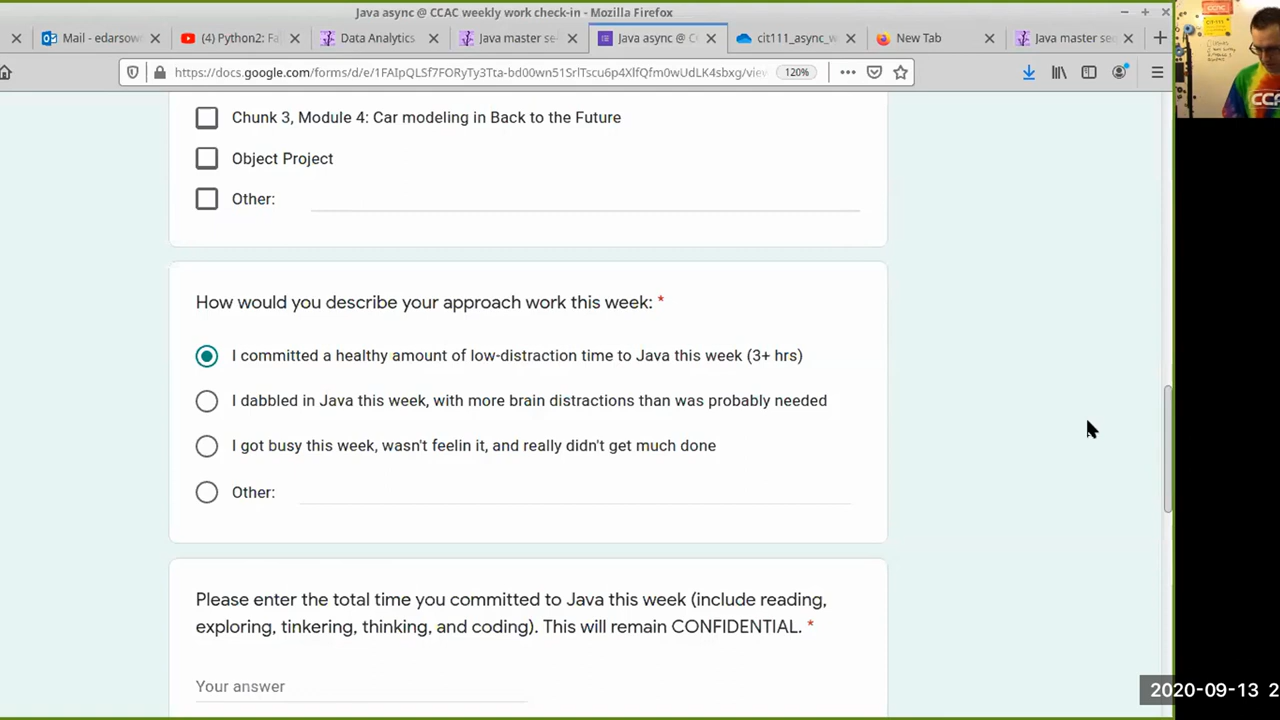 Java async @ CCAC weekly work check-in - Mozilla Firefox
Mail - edarsow
(4) Python2: Fa
Data Analytics
Java master se
Java async @ C
cit111_async_w
New Tab
Java master se
https://docs.google.com/forms/d/e/1FAIpQLSf7FORyTy3Tta-bd00wn51SrlTscu6p4XlfQfm0wUdLK4sbxg/viev
120%
Chunk 3, Module 4: Car modeling in Back to the Future
Object Project
Other:
How would you describe your approach work this week: *
I committed a healthy amount of low-distraction time to Java this week (3+ hrs)
I dabbled in Java this week, with more brain distractions than was probably needed
I got busy this week, wasn't feelin it, and really didn't get much done
Other:
Please enter the total time you committed to Java this week (include reading,
exploring, tinkering, thinking, and coding). This will remain CONFIDENTIAL. *
Your answer
2020-09-13 2